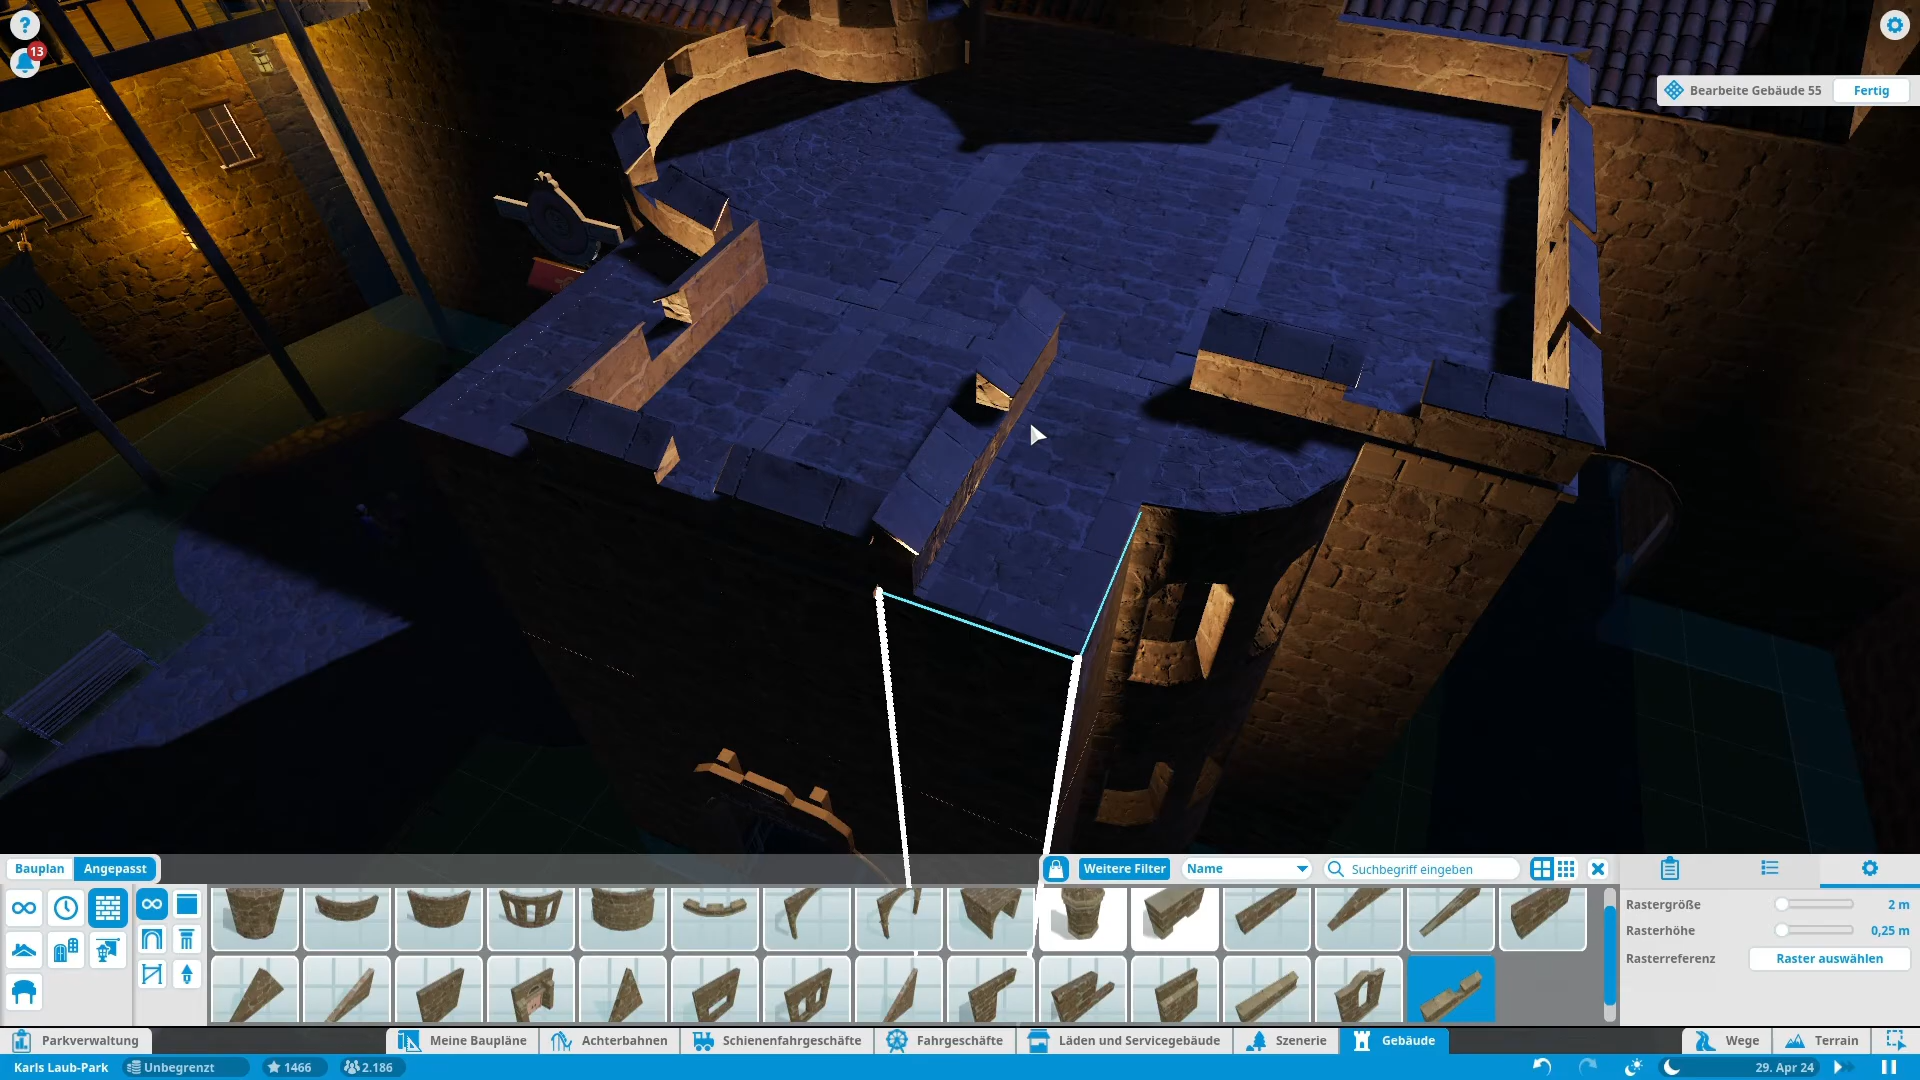 ?
13
Bearbeite Gebäude 55
Fertig
Bauplan
Angepasst
Weitere Filter
Name
Suchbegriff eingeben
Rastergröße
2 m
Rasterhöhe
0,25 m
Rasterreferenz
Raster auswählen
Parkverwaltung
Meine Baupläne
Achterbahnen
Schienenfahrgeschäfte
Fahrgeschäfte
Läden und Servicegebäude
Szenerie
Gebäude
Wege
Terrain
Karls Laub-Park
Unbegrenzt
1466
2.186
29. Apr 24